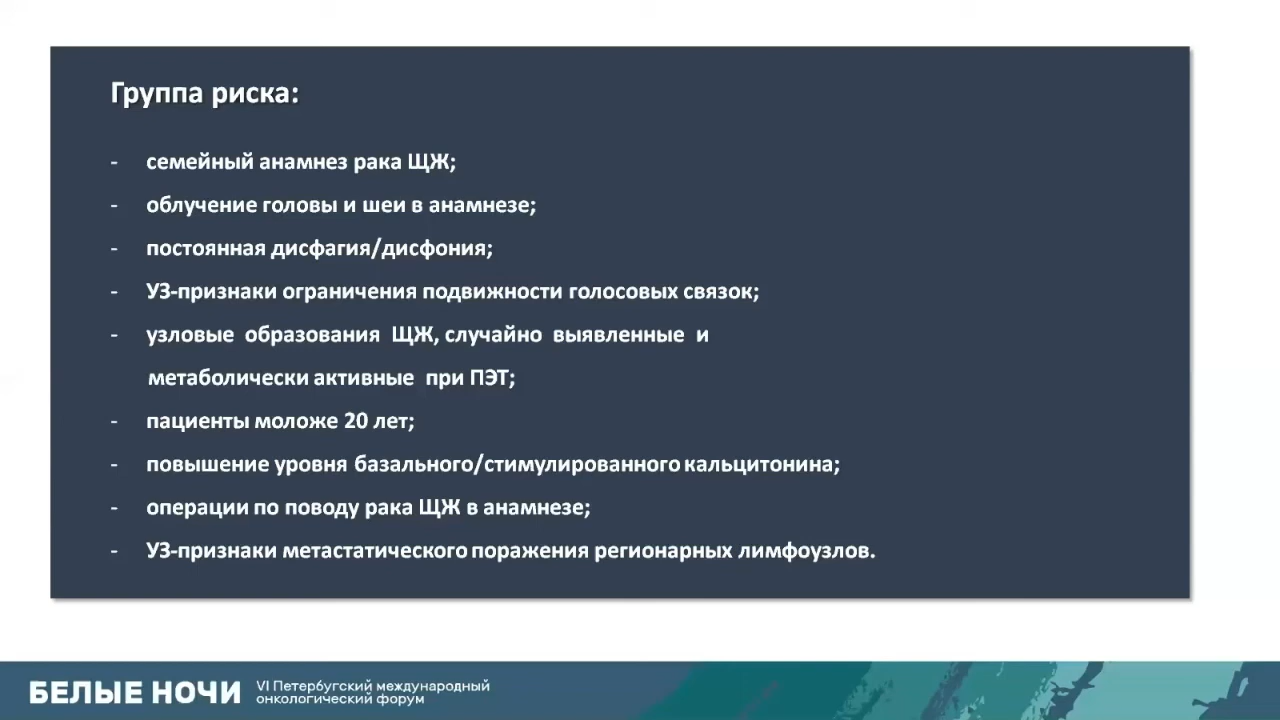 Группа риска:
- семейный анамнез рака ЩЖ;
- облучение головы и шеи в анамнезе;
- постоянная дисфагия/дисфония;
- УЗ-признаки ограничения подвижности голосовых связок;
- узловые образования ЩЖ, случайно выявленные и
метаболически активные при ПЭТ;
- пациенты моложе 20 лет;
- повышение уровня базального/стимулированного кальцитонина;
- операции по поводу рака ЩЖ в анамнезе;
- УЗ-признаки метастатического поражения регионарных лимфоузлов.
БЕЛЫЕ НОЧИ
VI Петербургский международный
онкологический форум